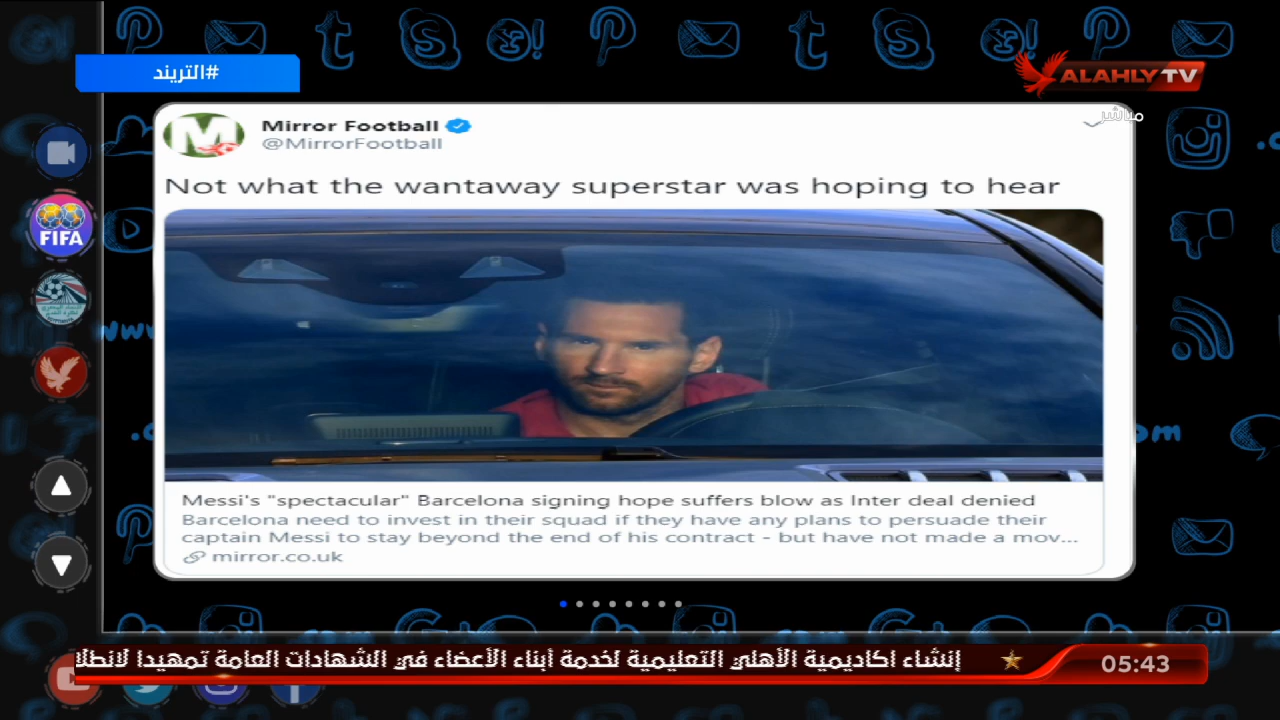 #التريند
ALAHLY TV
مباشر
Mirror Football
@MirrorFootball
Not what the wantaway superstar was hoping to hear
FIFA
Messi's "spectacular" Barcelona signing hope suffers blow as Inter deal denied
Barcelona need to invest in their squad if they have any plans to persuade their
captain Messi to stay beyond the end of his contract - but have not made a mov...
mirror.co.uk
إنشاء اكاديمية الأهلي التعليمية لخدمة أبناء الأعضاء في الشهادات العامة تمهيدا
05:43